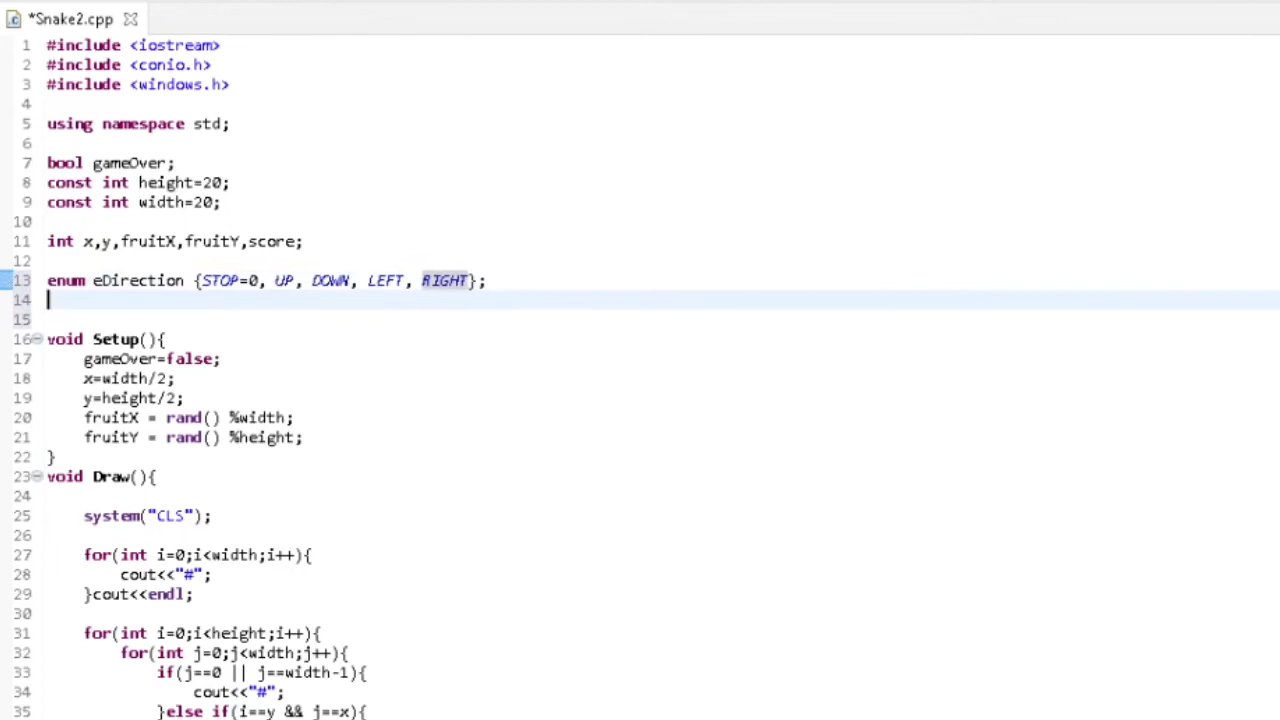 *Snake2.cpp
1 #include <iostream>
2 #include <conio.h>
3 #include <windows.h>
4
5 using namespace std;
6
7 bool gameOver;
8 const int height=20;
9 const int width=20;
10
11 int x,y,fruitX,fruitY,score;
12
13 enum eDirection {STOP=0, UP, DOWN, LEFT, RIGHT};
14
15
16 void Setup(){
17     gameOver=false;
18     x=width/2;
19     y=height/2;
20     fruitX = rand() %width;
21     fruitY = rand() %height;
22 }
23 void Draw(){
24
25     system("CLS");
26
27     for(int i=0;i<width;i++){
28         cout<<"#";
29     }cout<<endl;
30
31     for(int i=0;i<height;i++){
32         for(int j=0;j<width;j++){
33             if(j==0 || j==width-1){
34                 cout<<"#";
35             }else if(i==y && j==x){